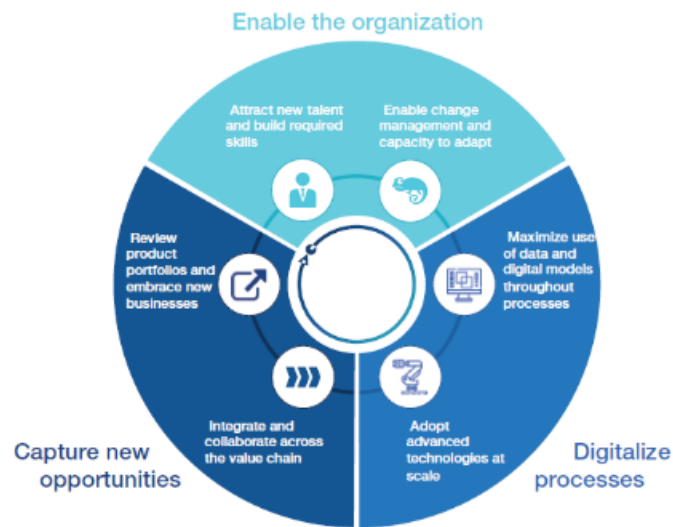 Enable the organization
Attract new talent
and build required
skills
Enable change
management and
capacity to adapt
Review
product
portfolios and
embrace new
businesses
Maximize use
of data and
digital models
throughout
processes
Integrate and
collaborate across
the value chain
Adopt
advanced
technologies at
scale
Capture new
opportunities
Digitalize
processes